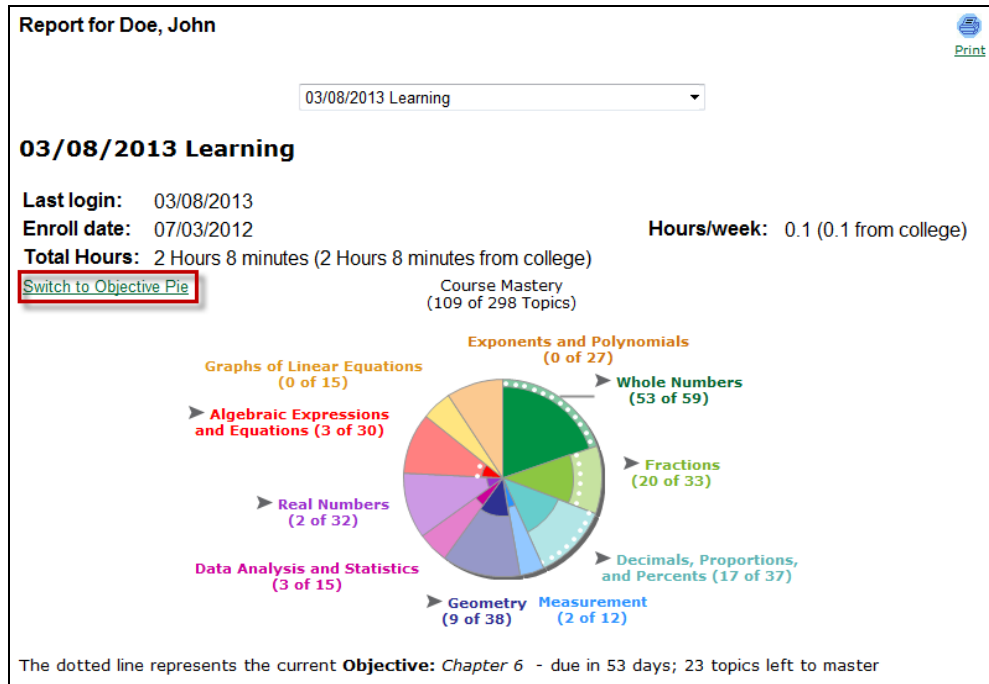 Report for Doe, John
Print
03/08/2013 Learning
03/08/2013 Learning
Last login: 03/08/2013
Enroll date: 07/03/2012
Hours/week: 0.1 (0.1 from college)
Total Hours: 2 Hours 8 minutes (2 Hours 8 minutes from college)
Switch to Objective Pie
Course Mastery
(109 of 298 Topics)
Exponents and Polynomials
(0 of 27)
Graphs of Linear Equations
(0 of 15)
Whole Numbers
(53 of 59)
Algebraic Expressions
and Equations (3 of 30)
Fractions
(20 of 33)
Real Numbers
(2 of 32)
Decimals, Proportions,
and Percents (17 of 37)
Data Analysis and Statistics
(3 of 15)
Geometry
(9 of 38)
Measurement
(2 of 12)
The dotted line represents the current Objective: Chapter 6 - due in 53 days; 23 topics left to master